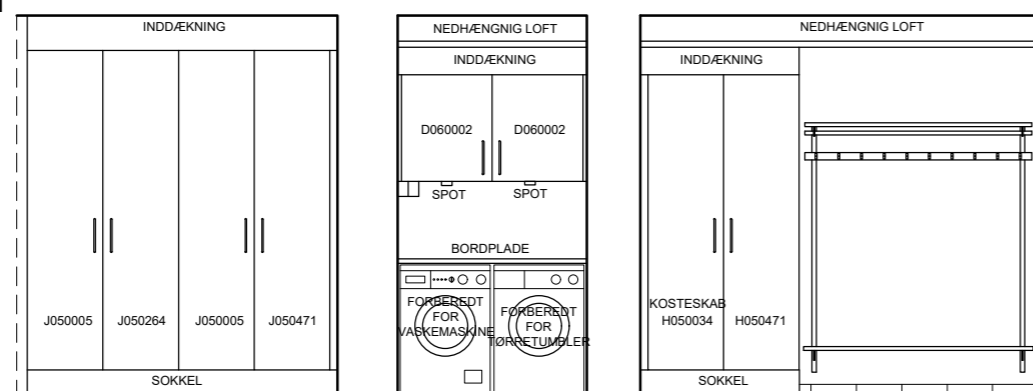 INDDÆKNING
J050005 J050264 J050005 J050471
SOKKEL
NEDHÆNGNIG LOFT
INDDÆKNING
D060002 D060002
SPOT SPOT
BORDPLADE
FORBEREDT
FOR
VASKEMASKINE
FORBEREDT
FOR
TØRRETUMBLER
NEDHÆNGNIG LOFT
INDDÆKNING
KOSTESKAB
H050034 H050471
SOKKEL